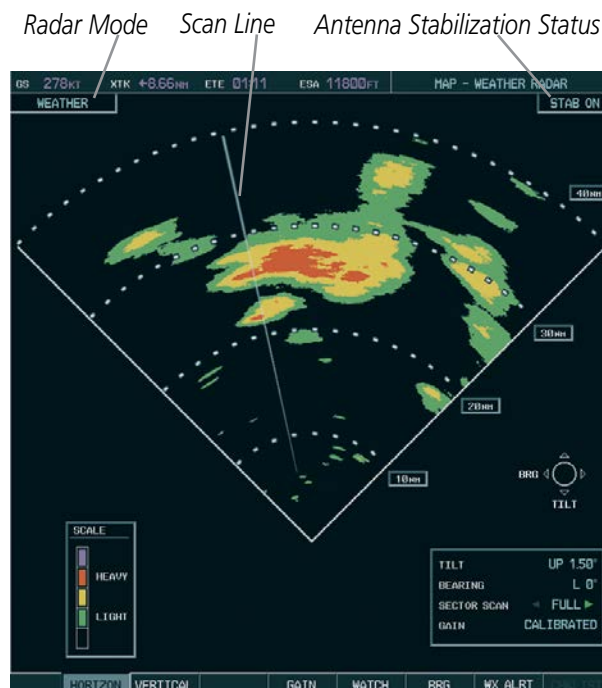 Radar Mode Scan Line Antenna Stabilization Status
GS 278KT XTK +8.66NM ETE 01:11 ESA 11800FT MAP - WEATHER RADAR
WEATHER STAB ON
40NM
30NM
20NM
10NM
BRG
TILT
SCALE
HEAVY
LIGHT
TILT UP 1.50°
BEARING L 0°
SECTOR SCAN FULL
GAIN CALIBRATED
HORIZON VERTICAL GAIN WATCH BRG WX ALRT